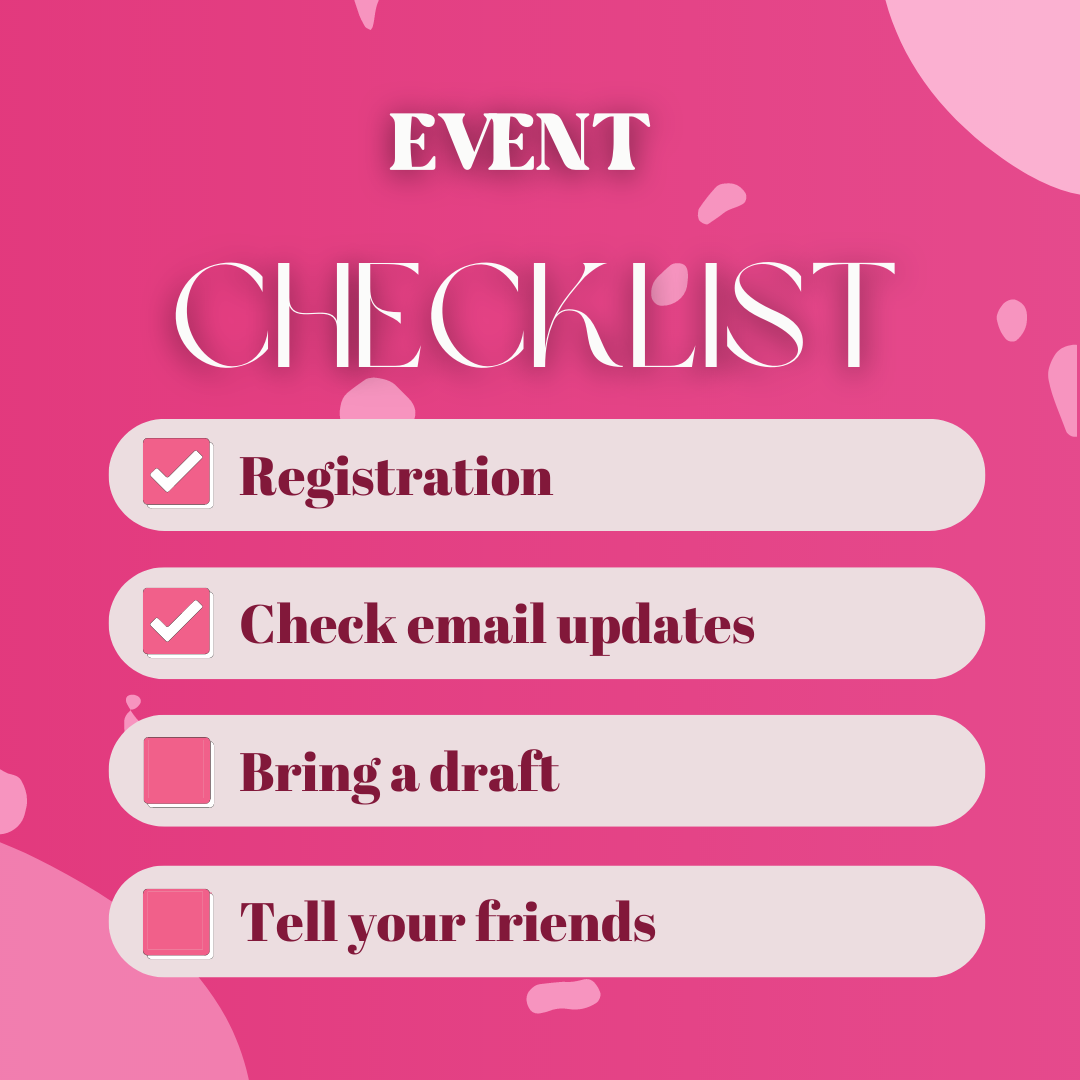 EVENT
CHECKLIST
Registration
Check email updates
Bring a draft
Tell your friends